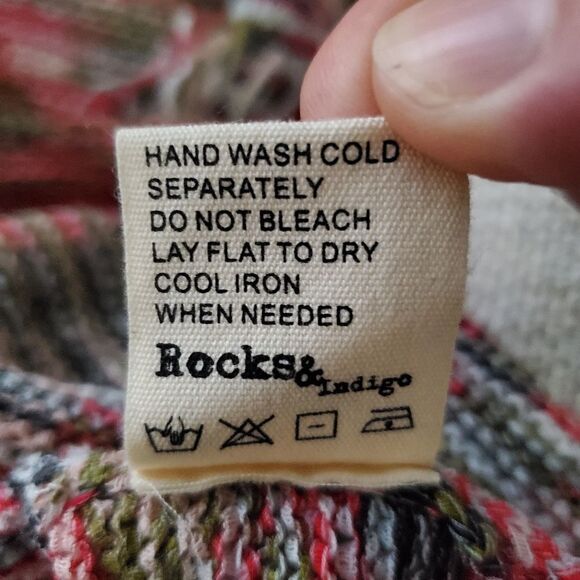 HAND WASH COLD
SEPARATELY
DO NOT BLEACH
LAY FLAT TO DRY
COOL IRON
WHEN NEEDED
Rocks& Indigo